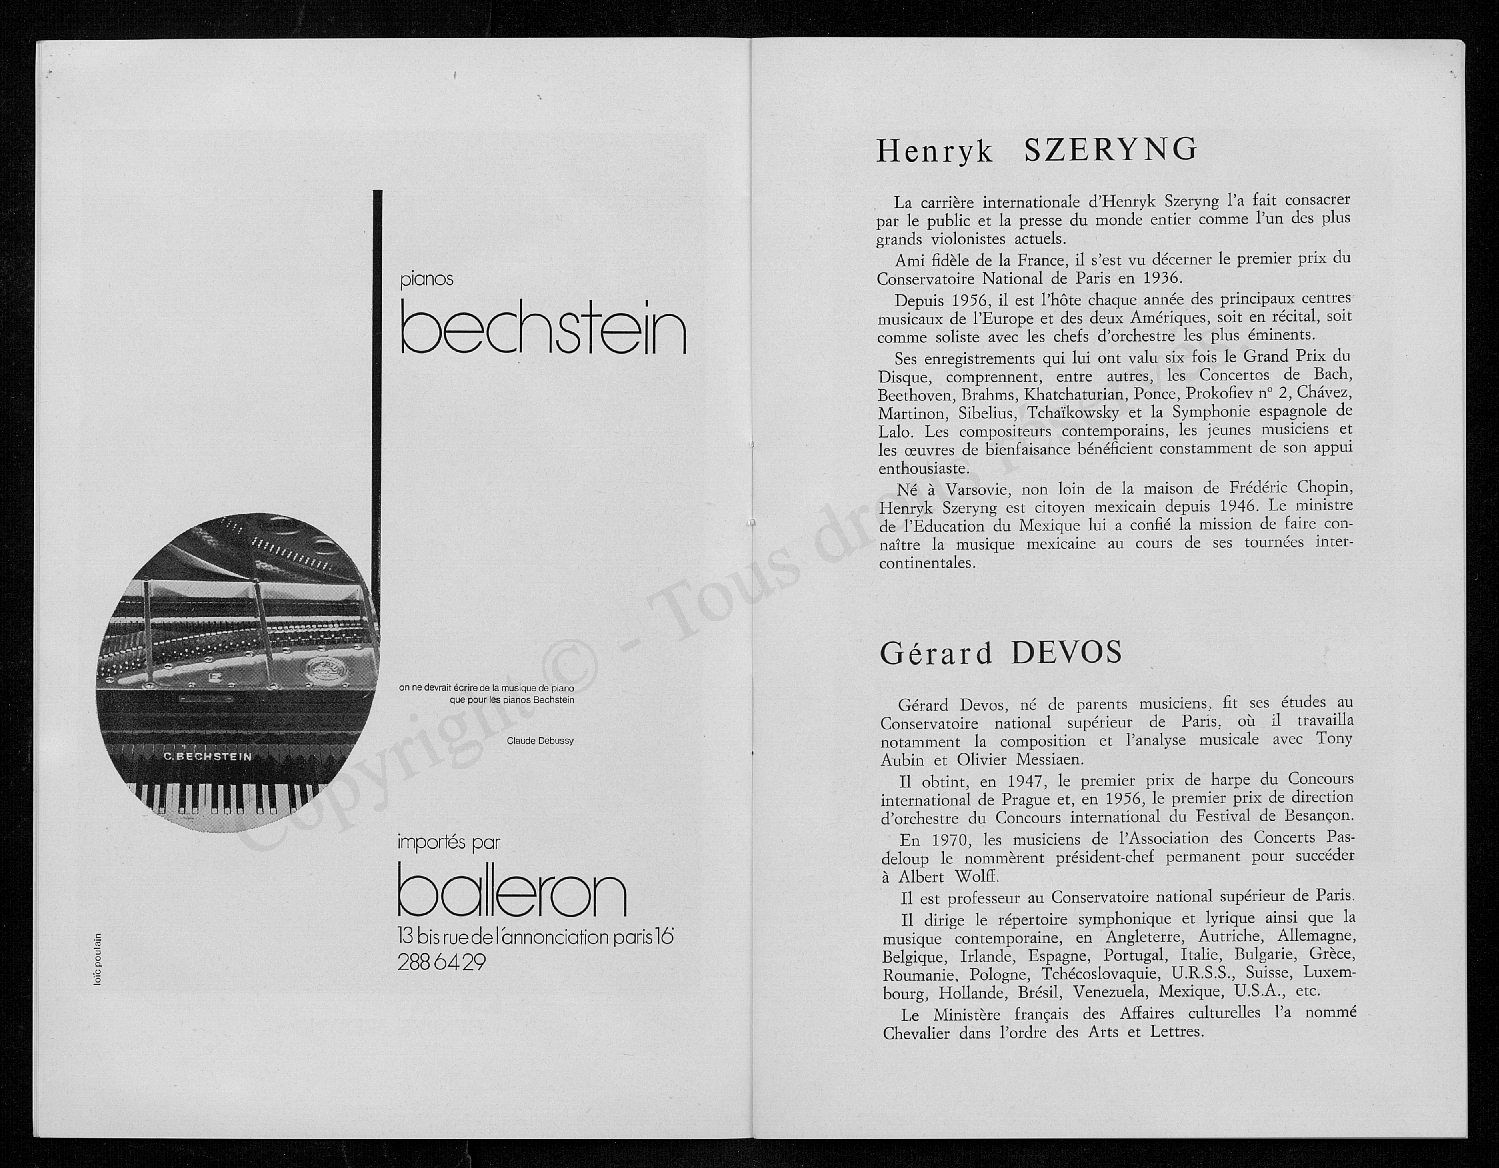 pianos
bechstein
C.BECHSTEIN
on ne devrait écrire de la musique de piano
que pour les pianos Bechstein
Claude Debussy
importés par
balleron
13 bis rue de l'annonciation paris 16ᵉ
288 64 29
loïc poulain
Henryk SZERYNG
La carrière internationale d'Henryk Szeryng l'a fait consacrer
par le public et la presse du monde entier comme l'un des plus
grands violonistes actuels.
Ami fidèle de la France, il s'est vu décerner le premier prix du
Conservatoire National de Paris en 1936.
Depuis 1956, il est l'hôte chaque année des principaux centres
musicaux de l'Europe et des deux Amériques, soit en récital, soit
comme soliste avec les chefs d'orchestre les plus éminents.
Ses enregistrements qui lui ont valu six fois le Grand Prix du
Disque, comprennent, entre autres, les Concertos de Bach,
Beethoven, Brahms, Khatchaturian, Ponce, Prokofiev n° 2, Chávez,
Martinon, Sibelius, Tchaïkowsky et la Symphonie espagnole de
Lalo. Les compositeurs contemporains, les jeunes musiciens et
les œuvres de bienfaisance bénéficient constamment de son appui
enthousiaste.
Né à Varsovie, non loin de la maison de Frédéric Chopin,
Henryk Szeryng est citoyen mexicain depuis 1946. Le ministre
de l'Education du Mexique lui a confié la mission de faire con-
naître la musique mexicaine au cours de ses tournées inter-
continentales.
Gérard DEVOS
Gérard Devos, né de parents musiciens, fit ses études au
Conservatoire national supérieur de Paris, où il travailla
notamment la composition et l'analyse musicale avec Tony
Aubin et Olivier Messiaen.
Il obtint, en 1947, le premier prix de harpe du Concours
international de Prague et, en 1956, le premier prix de direction
d'orchestre du Concours international du Festival de Besançon.
En 1970, les musiciens de l'Association des Concerts Pas-
deloup le nommèrent président-chef permanent pour succéder
à Albert Wolff.
Il est professeur au Conservatoire national supérieur de Paris.
Il dirige le répertoire symphonique et lyrique ainsi que la
musique contemporaine, en Angleterre, Autriche, Allemagne,
Belgique, Irlande, Espagne, Portugal, Italie, Bulgarie, Grèce,
Roumanie, Pologne, Tchécoslovaquie, U.R.S.S., Suisse, Luxem-
bourg, Hollande, Brésil, Venezuela, Mexique, U.S.A., etc.
Le Ministère français des Affaires culturelles l'a nommé
Chevalier dans l'ordre des Arts et Lettres.
Copyright © - Tous droits réservés